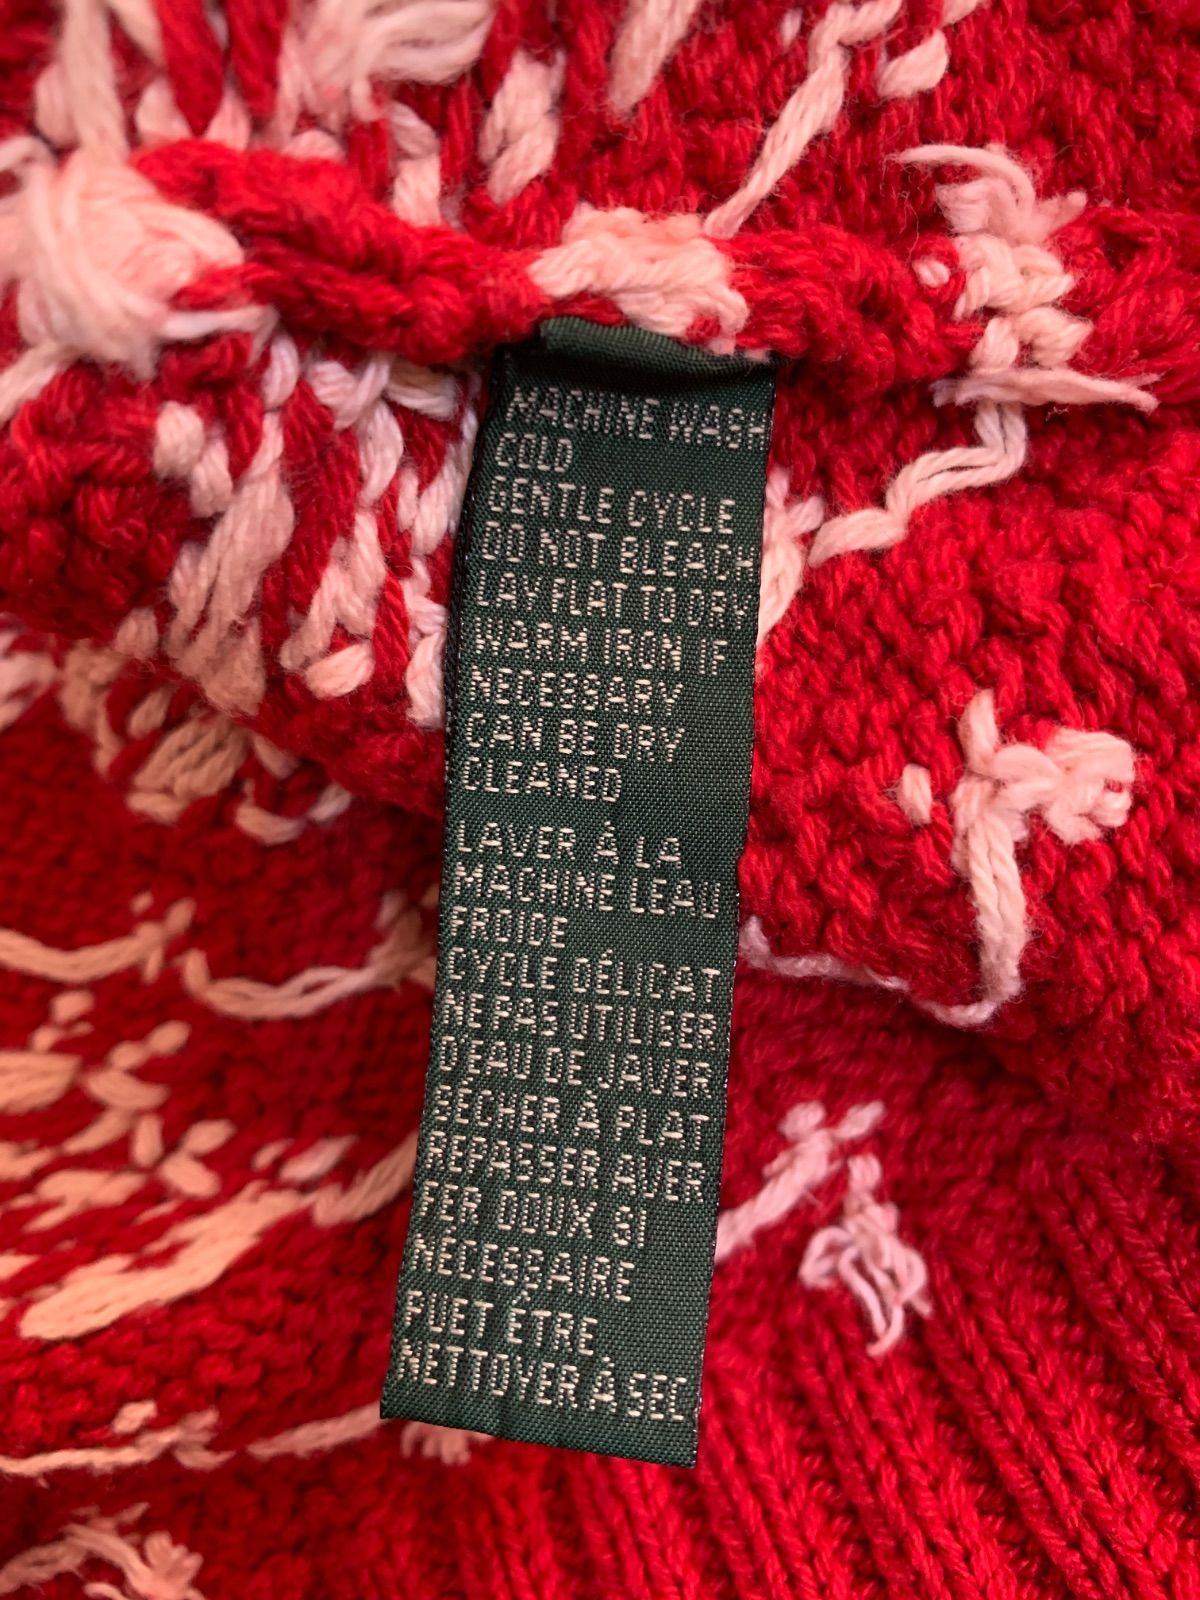 MACHINE WASH
COLD
GENTLE CYCLE
DO NOT BLEACH
LAY FLAT TO DRY
WARM IRON IF
NECESSARY
CAN BE DRY
CLEANED
LAVER À LA
MACHINE LEAU
FROIDE
CYCLE DÉLICAT
NE PAS UTILISER
D'EAU DE JAVER
SÉCHER À PLAT
REPASSER AVER
FER DOUX SI
NÉCESSAIRE
PUET ÊTRE
NETTOYER À SEC